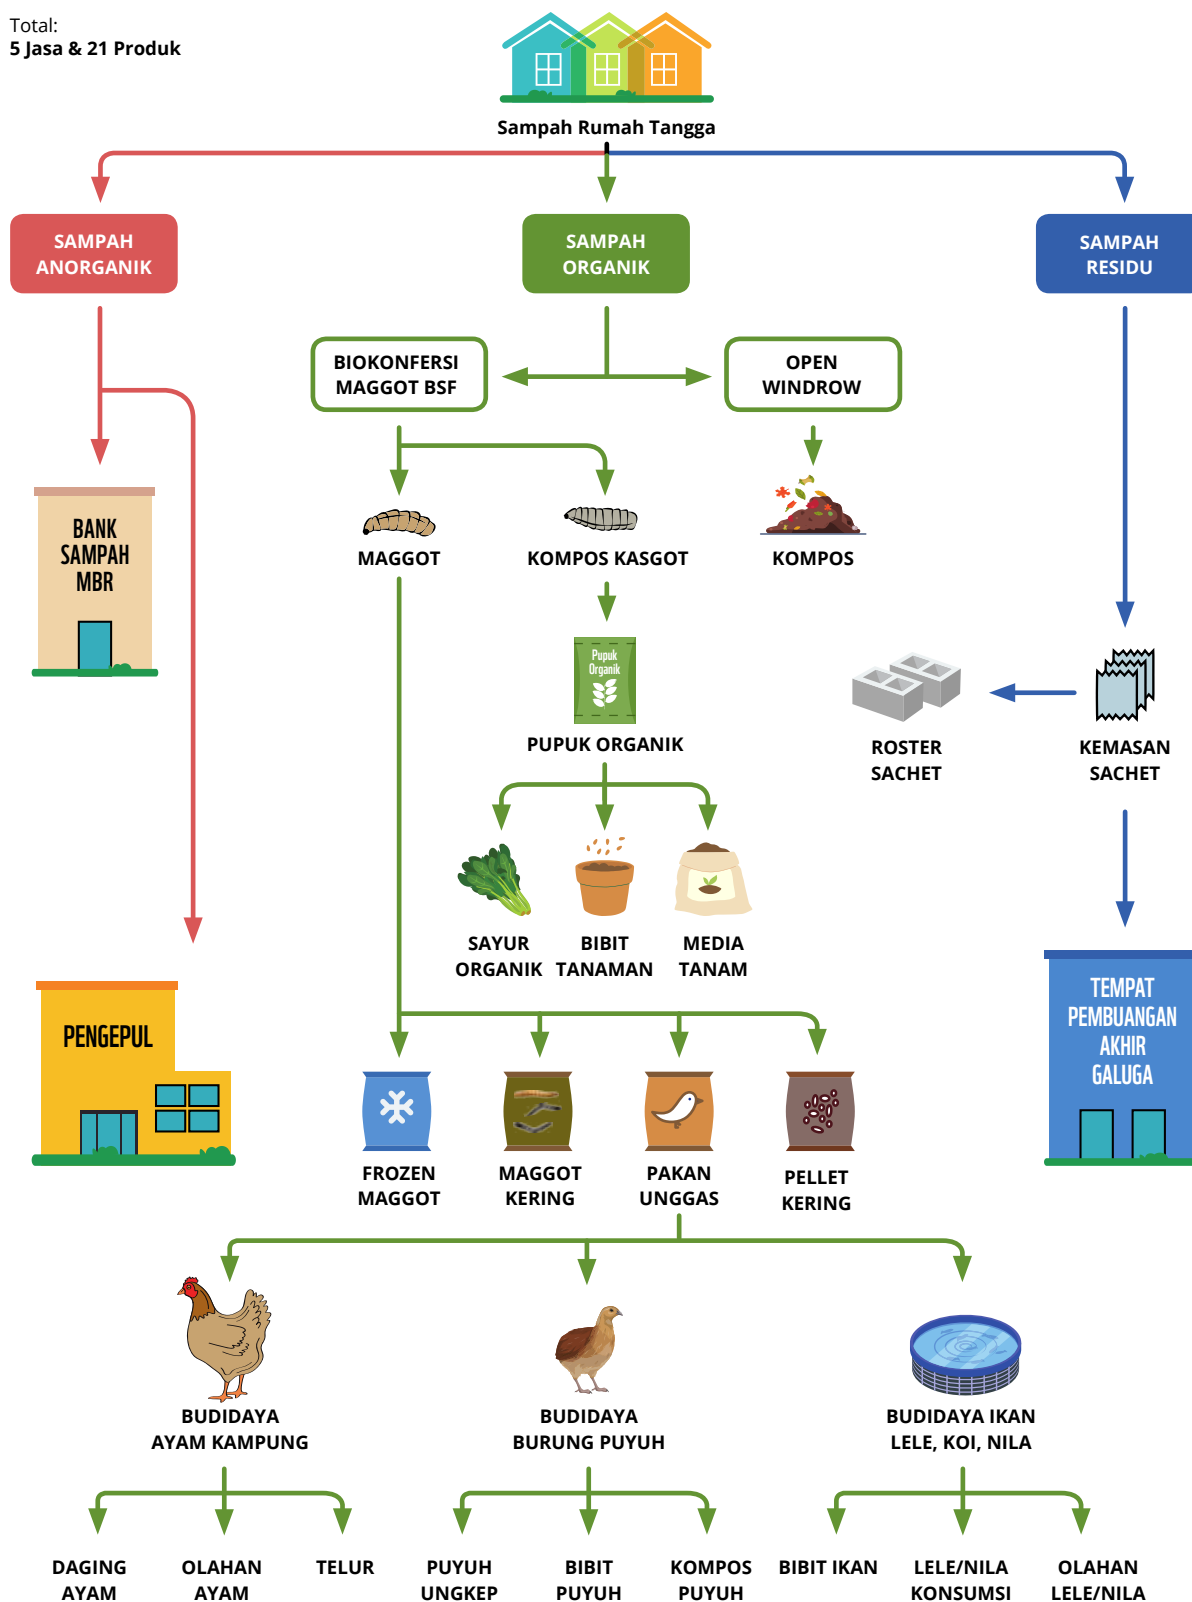 Total:
5 Jasa & 21 Produk
Sampah Rumah Tangga
SAMPAH
ANORGANIK
SAMPAH
ORGANIK
SAMPAH
RESIDU
BIOKONFERSI
MAGGOT BSF
OPEN
WINDROW
BANK
SAMPAH
MBR
MAGGOT
KOMPOS KASGOT
KOMPOS
Pupuk
Organik
PUPUK ORGANIK
ROSTER
SACHET
KEMASAN
SACHET
SAYUR
ORGANIK
BIBIT
TANAMAN
MEDIA
TANAM
PENGEPUL
TEMPAT
PEMBUANGAN
AKHIR
GALUGA
FROZEN
MAGGOT
MAGGOT
KERING
PAKAN
UNGGAS
PELLET
KERING
BUDIDAYA
AYAM KAMPUNG
BUDIDAYA
BURUNG PUYUH
BUDIDAYA IKAN
LELE, KOI, NILA
DAGING
AYAM
OLAHAN
AYAM
TELUR
PUYUH
UNGKEP
BIBIT
PUYUH
KOMPOS
PUYUH
BIBIT IKAN
LELE/NILA
KONSUMSI
OLAHAN
LELE/NILA